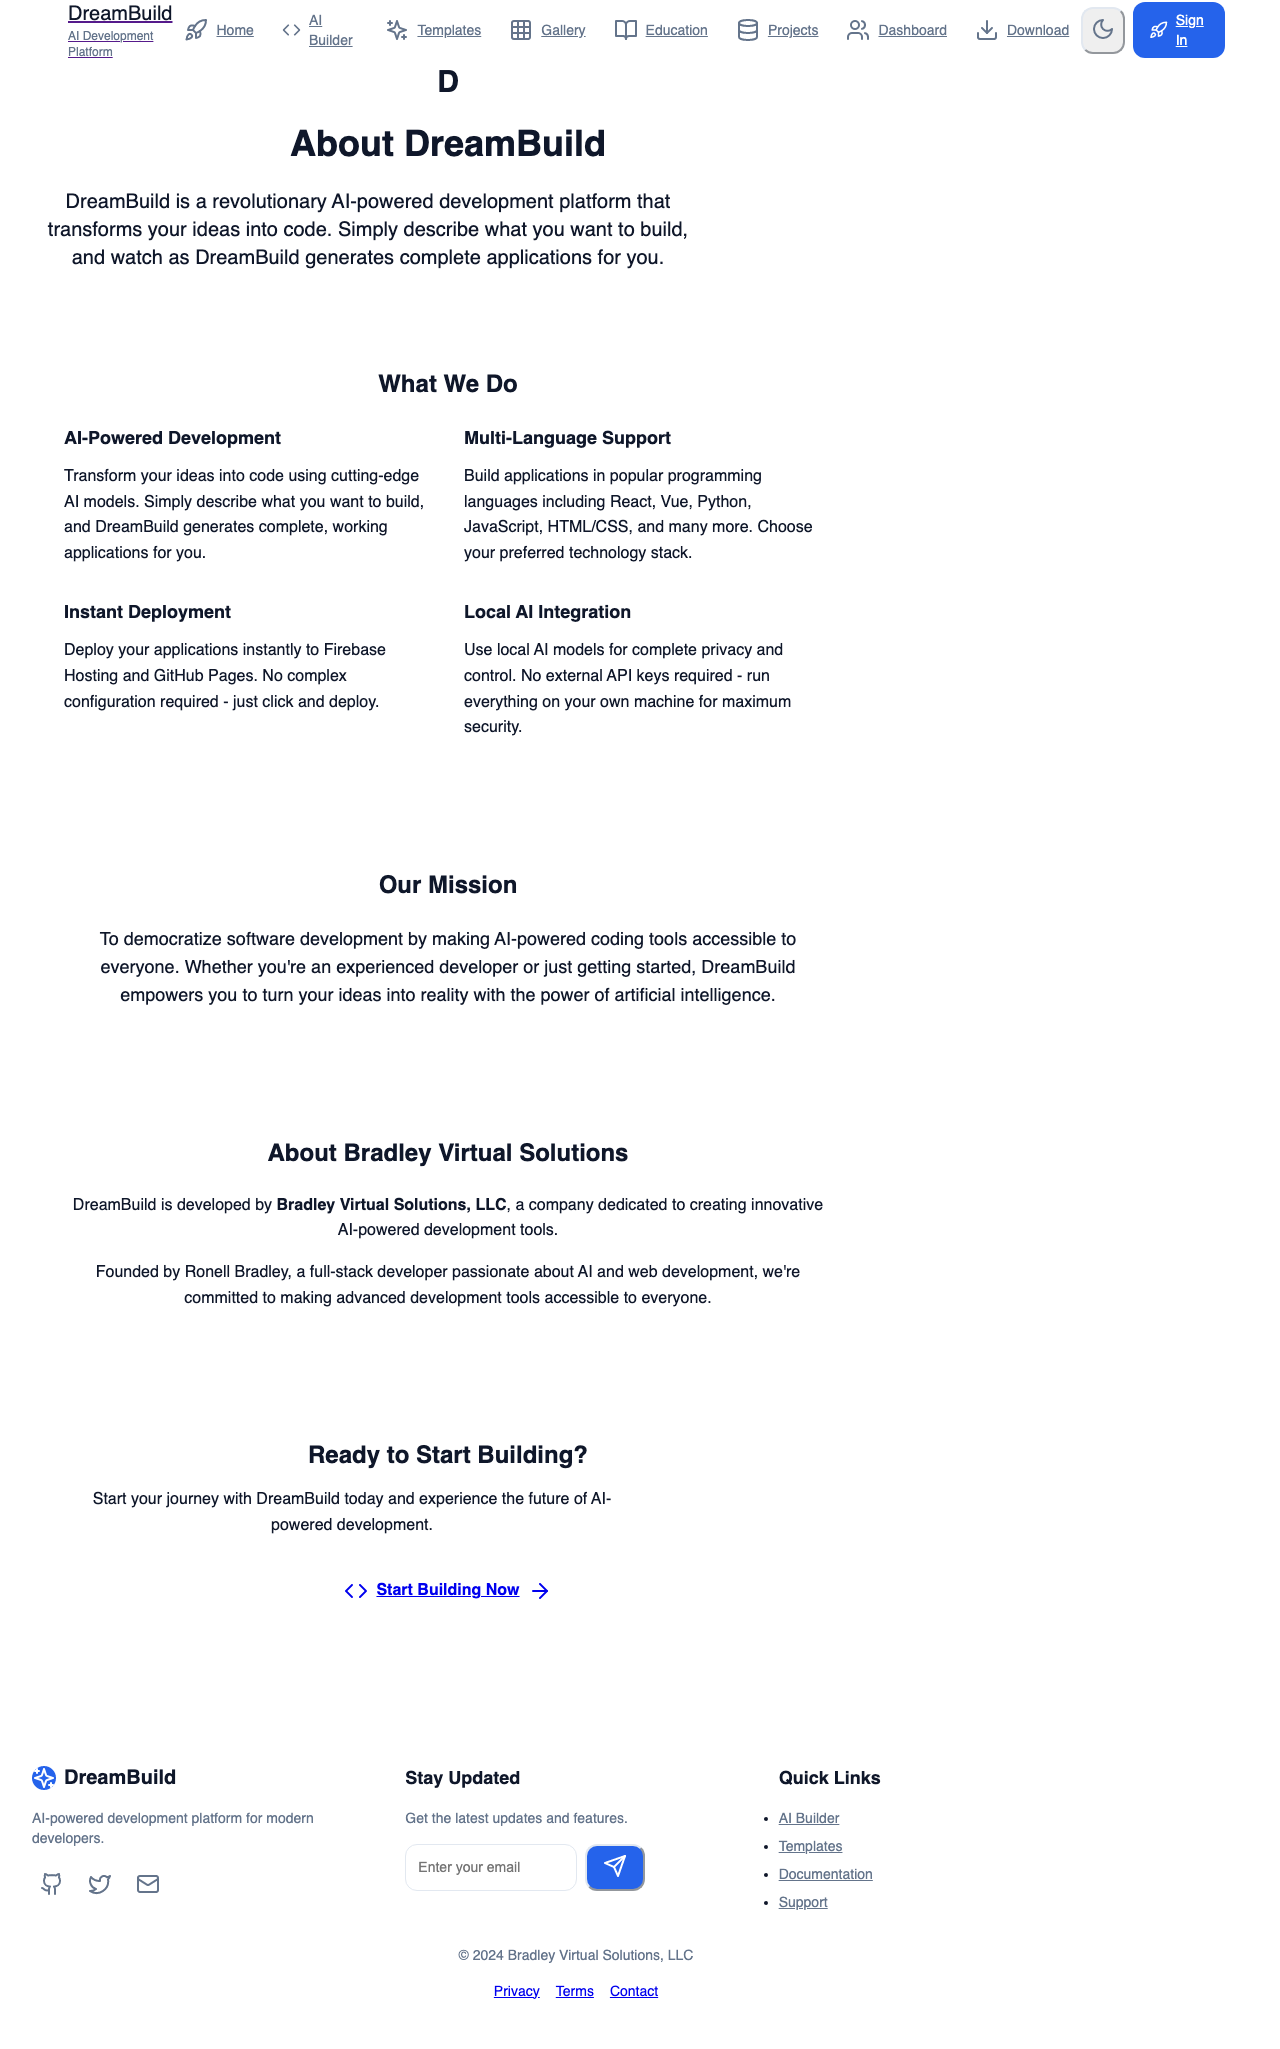 DreamBuild
AI Development
Platform
Home
AI
Builder
Templates
Gallery
Education
Projects
Dashboard
Download
Sign
In
D
About DreamBuild
DreamBuild is a revolutionary AI-powered development platform that
transforms your ideas into code. Simply describe what you want to build,
and watch as DreamBuild generates complete applications for you.
What We Do
AI-Powered Development
Transform your ideas into code using cutting-edge
AI models. Simply describe what you want to build,
and DreamBuild generates complete, working
applications for you.
Multi-Language Support
Build applications in popular programming
languages including React, Vue, Python,
JavaScript, HTML/CSS, and many more. Choose
your preferred technology stack.
Instant Deployment
Deploy your applications instantly to Firebase
Hosting and GitHub Pages. No complex
configuration required - just click and deploy.
Local AI Integration
Use local AI models for complete privacy and
control. No external API keys required - run
everything on your own machine for maximum
security.
Our Mission
To democratize software development by making AI-powered coding tools accessible to
everyone. Whether you're an experienced developer or just getting started, DreamBuild
empowers you to turn your ideas into reality with the power of artificial intelligence.
About Bradley Virtual Solutions
DreamBuild is developed by Bradley Virtual Solutions, LLC, a company dedicated to creating innovative
AI-powered development tools.
Founded by Ronell Bradley, a full-stack developer passionate about AI and web development, we're
committed to making advanced development tools accessible to everyone.
Ready to Start Building?
Start your journey with DreamBuild today and experience the future of AI-
powered development.
Start Building Now
DreamBuild
AI-powered development platform for modern
developers.
Stay Updated
Get the latest updates and features.
Enter your email
Quick Links
AI Builder
Templates
Documentation
Support
© 2024 Bradley Virtual Solutions, LLC
Privacy Terms Contact